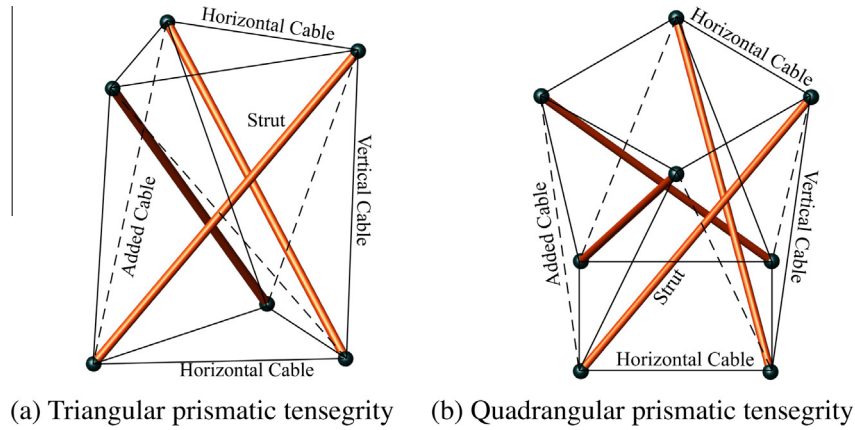 Horizontal Cable
Strut
Vertical Cable
Added Cable
Horizontal Cable
(a) Triangular prismatic tensegrity
Horizontal Cable
Vertical Cable
Added Cable
Strut
Horizontal Cable
(b) Quadrangular prismatic tensegrity